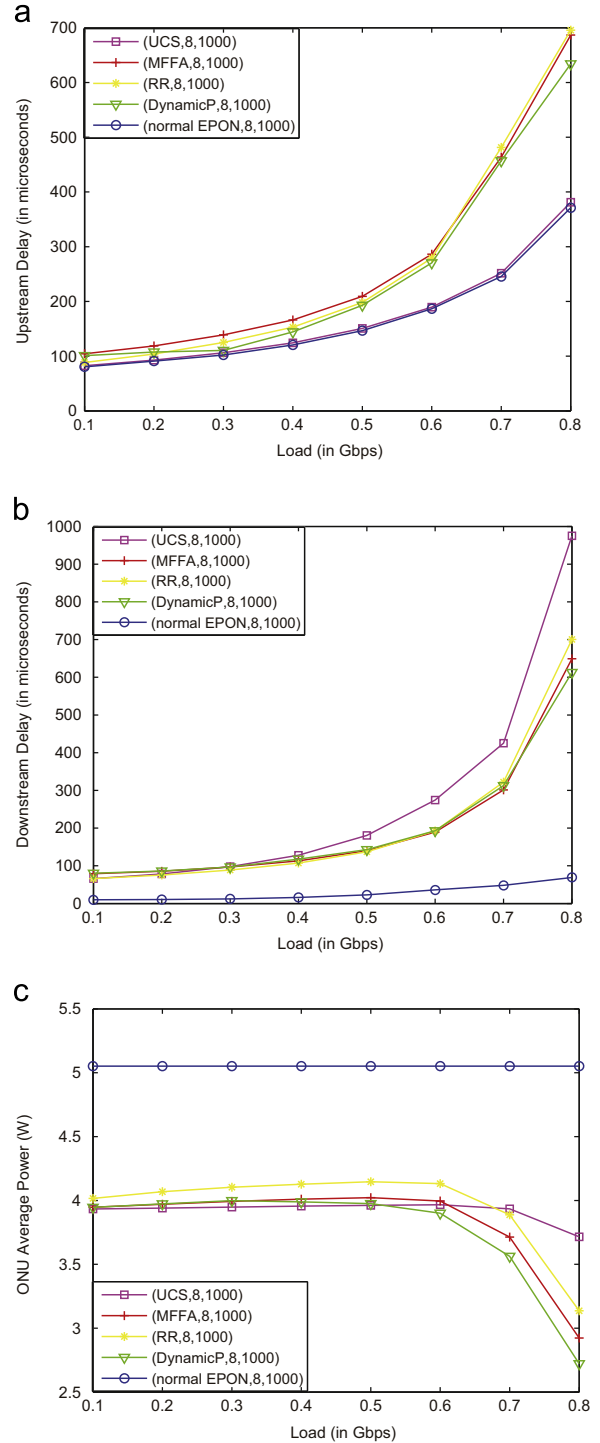 a
700
600
500
400
300
200
100
0
Upstream Delay (in microseconds)
(UCS,8,1000)
(MFFA,8,1000)
(RR,8,1000)
(DynamicP,8,1000)
(normal EPON,8,1000)
0.1 0.2 0.3 0.4 0.5 0.6 0.7 0.8
Load (in Gbps)
b
1000
900
800
700
600
500
400
300
200
100
0
Downstream Delay (in microseconds)
(UCS,8,1000)
(MFFA,8,1000)
(RR,8,1000)
(DynamicP,8,1000)
(normal EPON,8,1000)
0.1 0.2 0.3 0.4 0.5 0.6 0.7 0.8
Load (in Gbps)
c
5.5
5
4.5
4
3.5
3
2.5
ONU Average Power (W)
(UCS,8,1000)
(MFFA,8,1000)
(RR,8,1000)
(DynamicP,8,1000)
(normal EPON,8,1000)
0.1 0.2 0.3 0.4 0.5 0.6 0.7 0.8
Load (in Gbps)